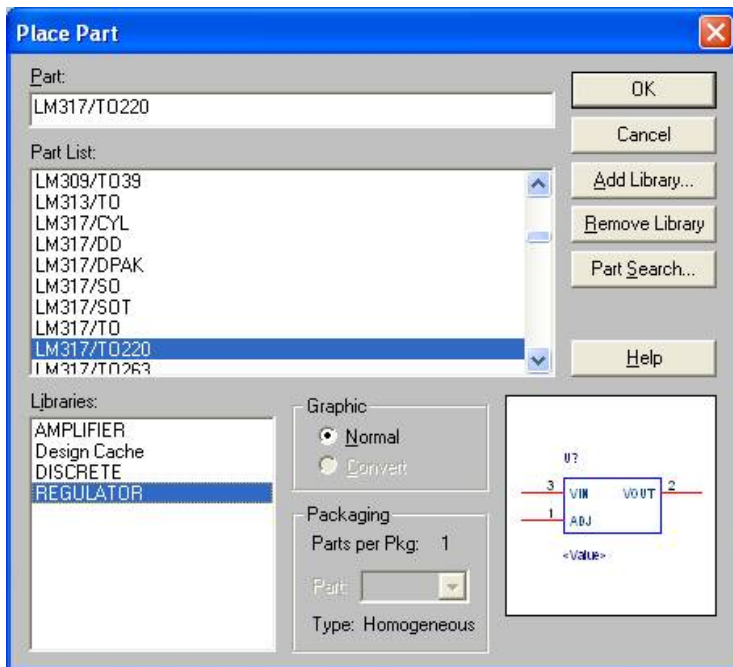 Place Part
Part:
LM317/TO220
OK
Cancel
Part List:
LM309/TO39
LM313/TO
LM317/CYL
LM317/DD
LM317/DPAK
LM317/SO
LM317/SOT
LM317/TO
LM317/TO220
LM317/TO263
Add Library...
Remove Library
Part Search...
Help
Libraries:
AMPLIFIER
Design Cache
DISCRETE
REGULATOR
Graphic
Normal
Convert
Packaging
Parts per Pkg: 1
Part:
Type: Homogeneous
U?
3 VIN VOUT 2
1 ADJ
<Value>